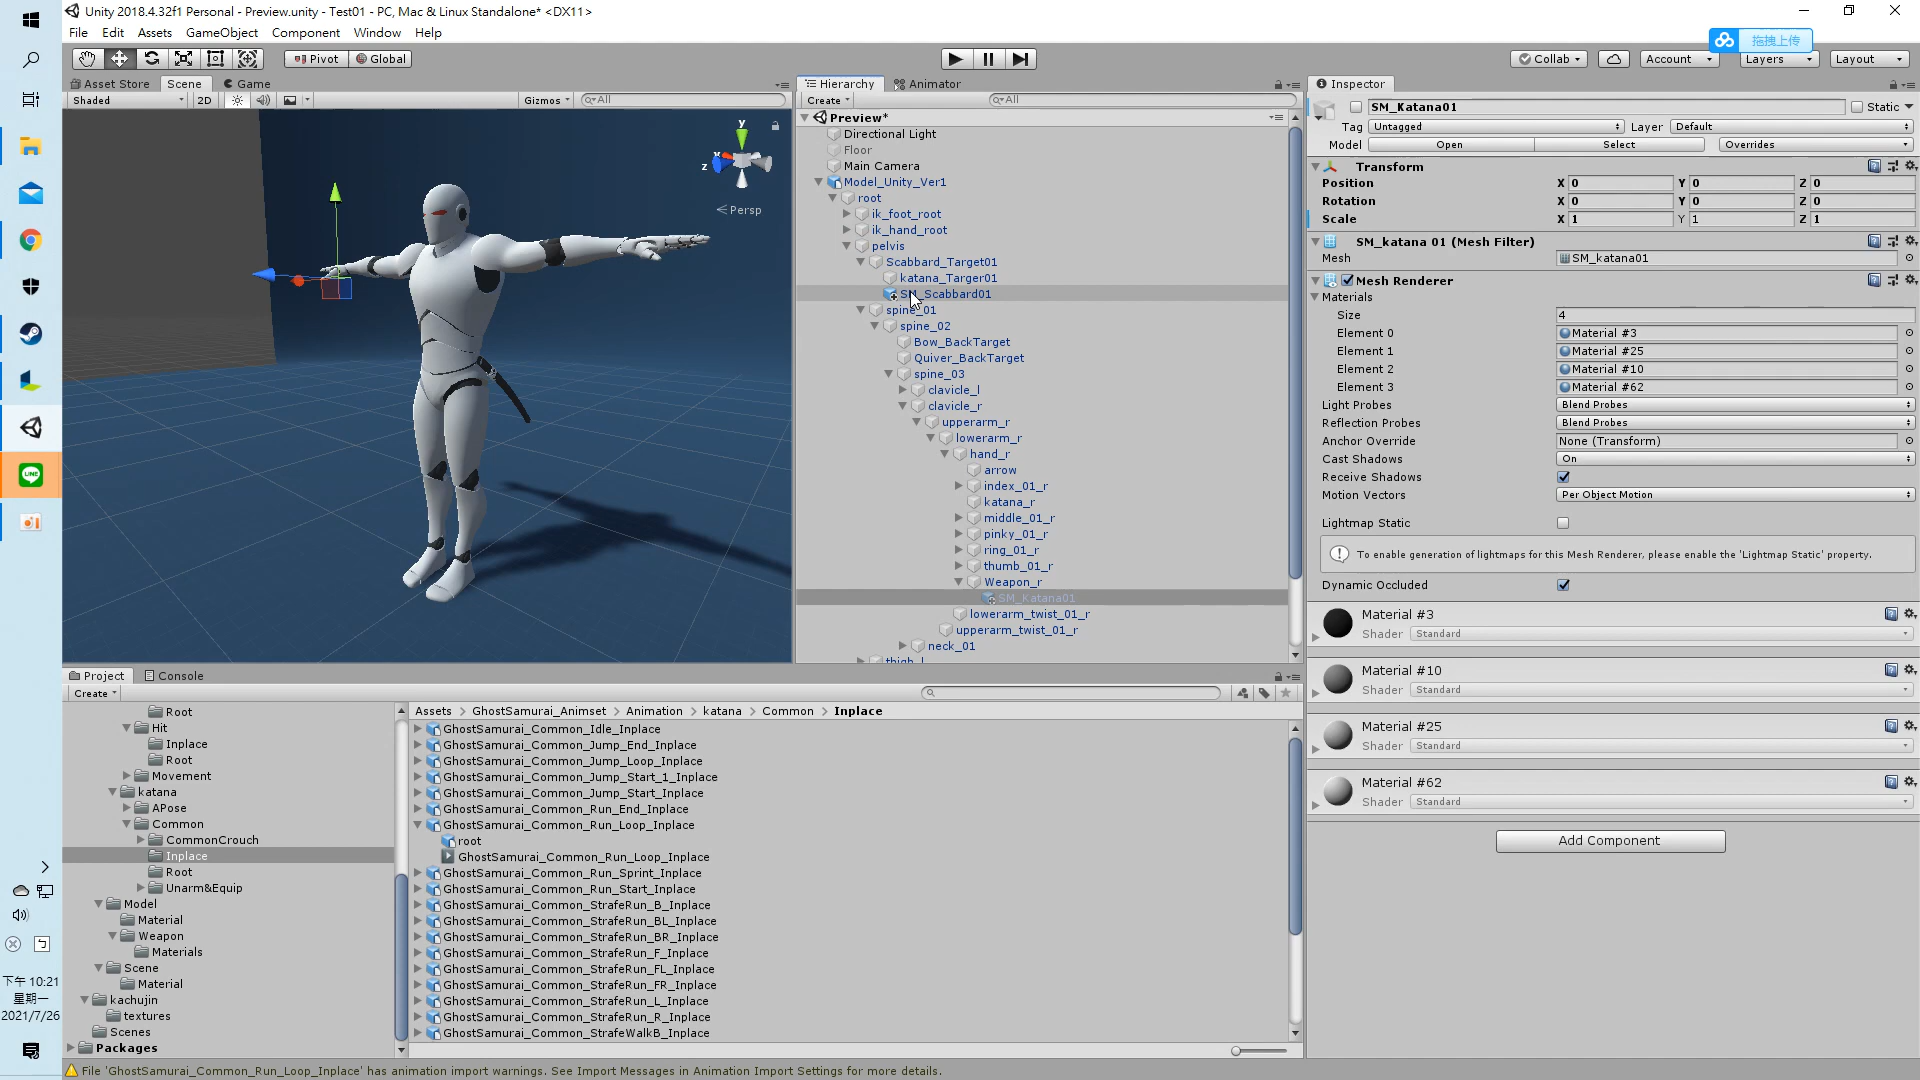 Unity 2018.4.32f1 Personal - Preview.unity - Test01 - PC, Mac & Linux Standalone* <DX11>
File Edit Assets GameObject Component Window Help
拖拽上传
Pivot Global
Collab Account Layers Layout
Asset Store Scene Game
Shaded 2D Gizmos All
y
x
z
Persp
Hierarchy Animator
Create All
Preview*
Directional Light
Floor
Main Camera
Model_Unity_Ver1
root
ik_foot_root
ik_hand_root
pelvis
Scabbard_Target01
katana_Targer01
SM_Scabbard01
spine_01
spine_02
Bow_BackTarget
Quiver_BackTarget
spine_03
clavicle_l
clavicle_r
upperarm_r
lowerarm_r
hand_r
arrow
index_01_r
katana_r
middle_01_r
pinky_01_r
ring_01_r
thumb_01_r
Weapon_r
SM_Katana01
lowerarm_twist_01_r
upperarm_twist_01_r
neck_01
thigh_l
Inspector
SM_Katana01 Static
Tag Untagged Layer Default
Model Open Select Overrides
Transform
Position X 0 Y 0 Z 0
Rotation X 0 Y 0 Z 0
Scale X 1 Y 1 Z 1
SM_katana 01 (Mesh Filter)
Mesh SM_katana01
Mesh Renderer
Materials
Size 4
Element 0 Material #3
Element 1 Material #25
Element 2 Material #10
Element 3 Material #62
Light Probes Blend Probes
Reflection Probes Blend Probes
Anchor Override None (Transform)
Cast Shadows On
Receive Shadows
Motion Vectors Per Object Motion
Lightmap Static
To enable generation of lightmaps for this Mesh Renderer, please enable the 'Lightmap Static' property.
Dynamic Occluded
Material #3
Shader Standard
Material #10
Shader Standard
Material #25
Shader Standard
Material #62
Shader Standard
Add Component
Project Console
Create
Root
Hit
Inplace
Root
Movement
katana
APose
Common
CommonCrouch
Inplace
Root
Unarm&Equip
Model
Material
Weapon
Materials
Scene
Material
kachujin
textures
Scenes
Packages
Assets > GhostSamurai_Animset > Animation > katana > Common > Inplace
GhostSamurai_Common_Idle_Inplace
GhostSamurai_Common_Jump_End_Inplace
GhostSamurai_Common_Jump_Loop_Inplace
GhostSamurai_Common_Jump_Start_1_Inplace
GhostSamurai_Common_Jump_Start_Inplace
GhostSamurai_Common_Run_End_Inplace
GhostSamurai_Common_Run_Loop_Inplace
root
GhostSamurai_Common_Run_Loop_Inplace
GhostSamurai_Common_Run_Sprint_Inplace
GhostSamurai_Common_Run_Start_Inplace
GhostSamurai_Common_StrafeRun_B_Inplace
GhostSamurai_Common_StrafeRun_BL_Inplace
GhostSamurai_Common_StrafeRun_BR_Inplace
GhostSamurai_Common_StrafeRun_F_Inplace
GhostSamurai_Common_StrafeRun_FL_Inplace
GhostSamurai_Common_StrafeRun_FR_Inplace
GhostSamurai_Common_StrafeRun_L_Inplace
GhostSamurai_Common_StrafeRun_R_Inplace
GhostSamurai_Common_StrafeWalkB_Inplace
File 'GhostSamurai_Common_Run_Loop_Inplace' has animation import warnings. See Import Messages in Animation Import Settings for more details.
LINE
下午 10:21
星期一
2021/7/26